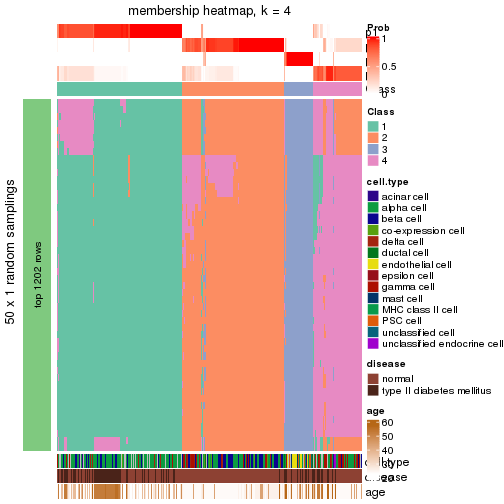 membership heatmap, k = 4
50 x 1 random samplings
top 1202 rows
Prob
1
0.5
0
Class
1
2
3
4
cell.type
acinar cell
alpha cell
beta cell
co-expression cell
delta cell
ductal cell
endothelial cell
epsilon cell
gamma cell
mast cell
MHC class II cell
PSC cell
unclassified cell
unclassified endocrine cell
disease
normal
type II diabetes mellitus
age
60
50
40
30
20
age